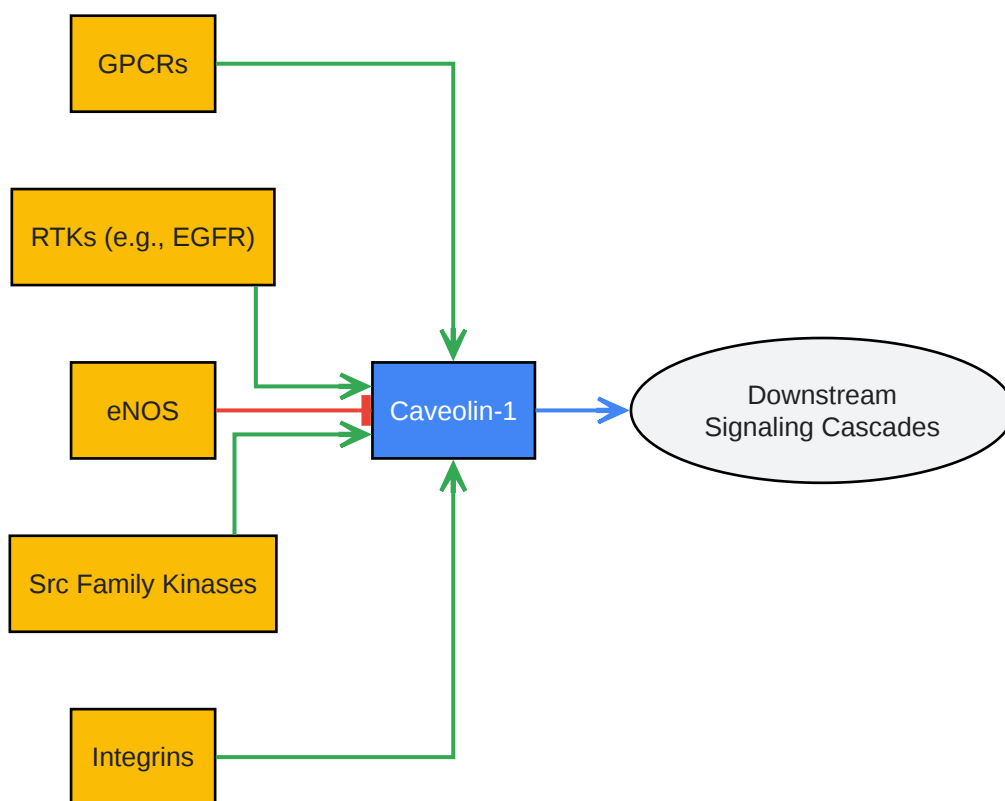 GPCRs
RTKs (e.g., EGFR)
eNOS
Caveolin-1
Downstream
Signaling Cascades
Src Family Kinases
Integrins